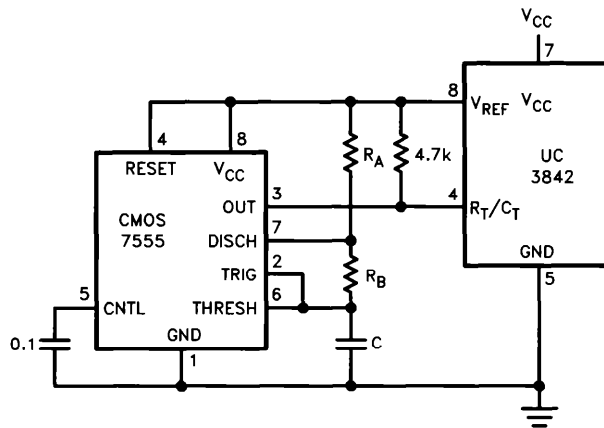 V_CC
7
8
V_REF V_CC
4
8
RESET
V_CC
R_A
4.7k
UC
3842
3
OUT
4
R_T/C_T
CMOS
7555
7
DISCH
2
TRIG
R_B
GND
5
6
THRESH
5
CNTL
GND
1
0.1
C